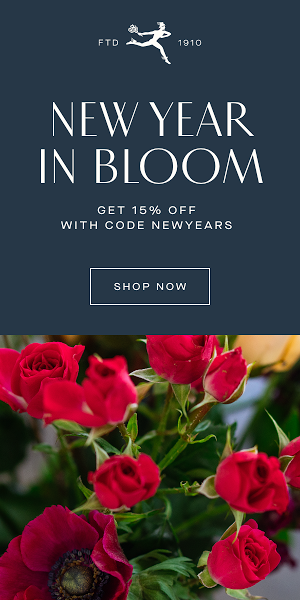 FTD 1910
NEW YEAR
IN BLOOM
GET 15% OFF
WITH CODE NEWYEARS
SHOP NOW